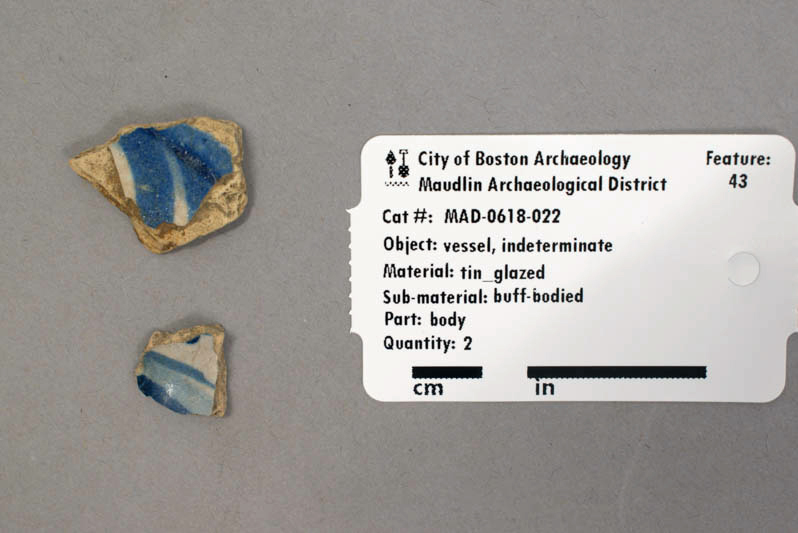 City of Boston Archaeology
Maudlin Archaeological District
Feature:
43
Cat #: MAD-0618-022
Object: vessel, indeterminate
Material: tin_glazed
Sub-material: buff-bodied
Part: body
Quantity: 2
cm
in